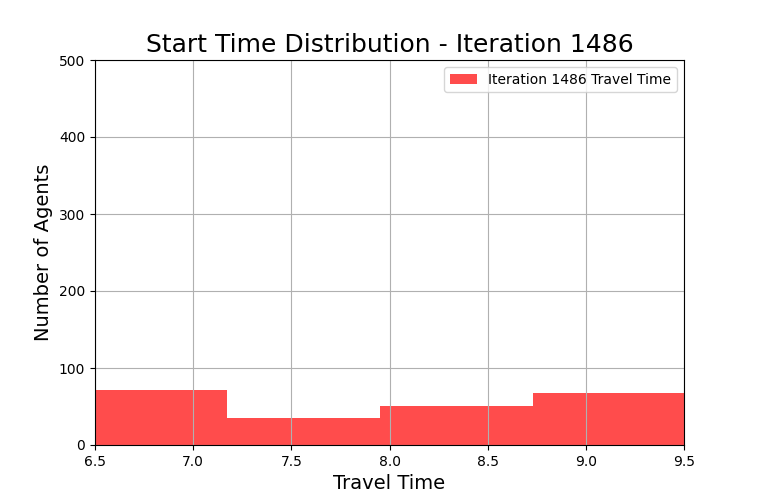 Start Time Distribution - Iteration 1486
Iteration 1486 Travel Time
Number of Agents
500
400
300
200
100
0
6.5 7.0 7.5 8.0 8.5 9.0 9.5
Travel Time